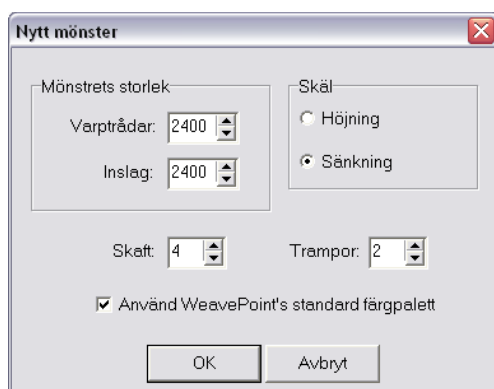 Nytt mönster
Mönstrets storlek
Varptrådar: 2400
Inslag: 2400
Skäl
Höjning
Sänkning
Skaft: 4
Trampor: 2
Använd WeavePoint's standard färgpalett
OK
Avbryt